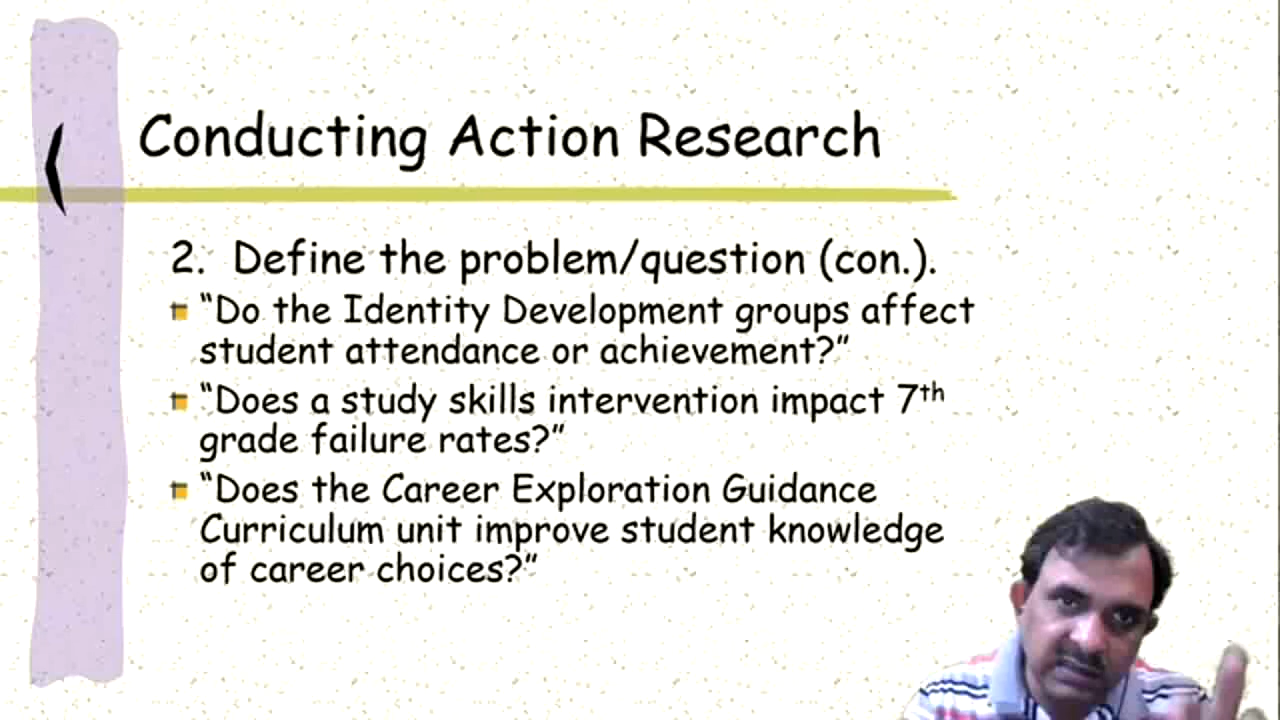 Conducting Action Research
2. Define the problem/question (con.).
“Do the Identity Development groups affect
student attendance or achievement?”
“Does a study skills intervention impact 7th
grade failure rates?”
“Does the Career Exploration Guidance
Curriculum unit improve student knowledge
of career choices?”